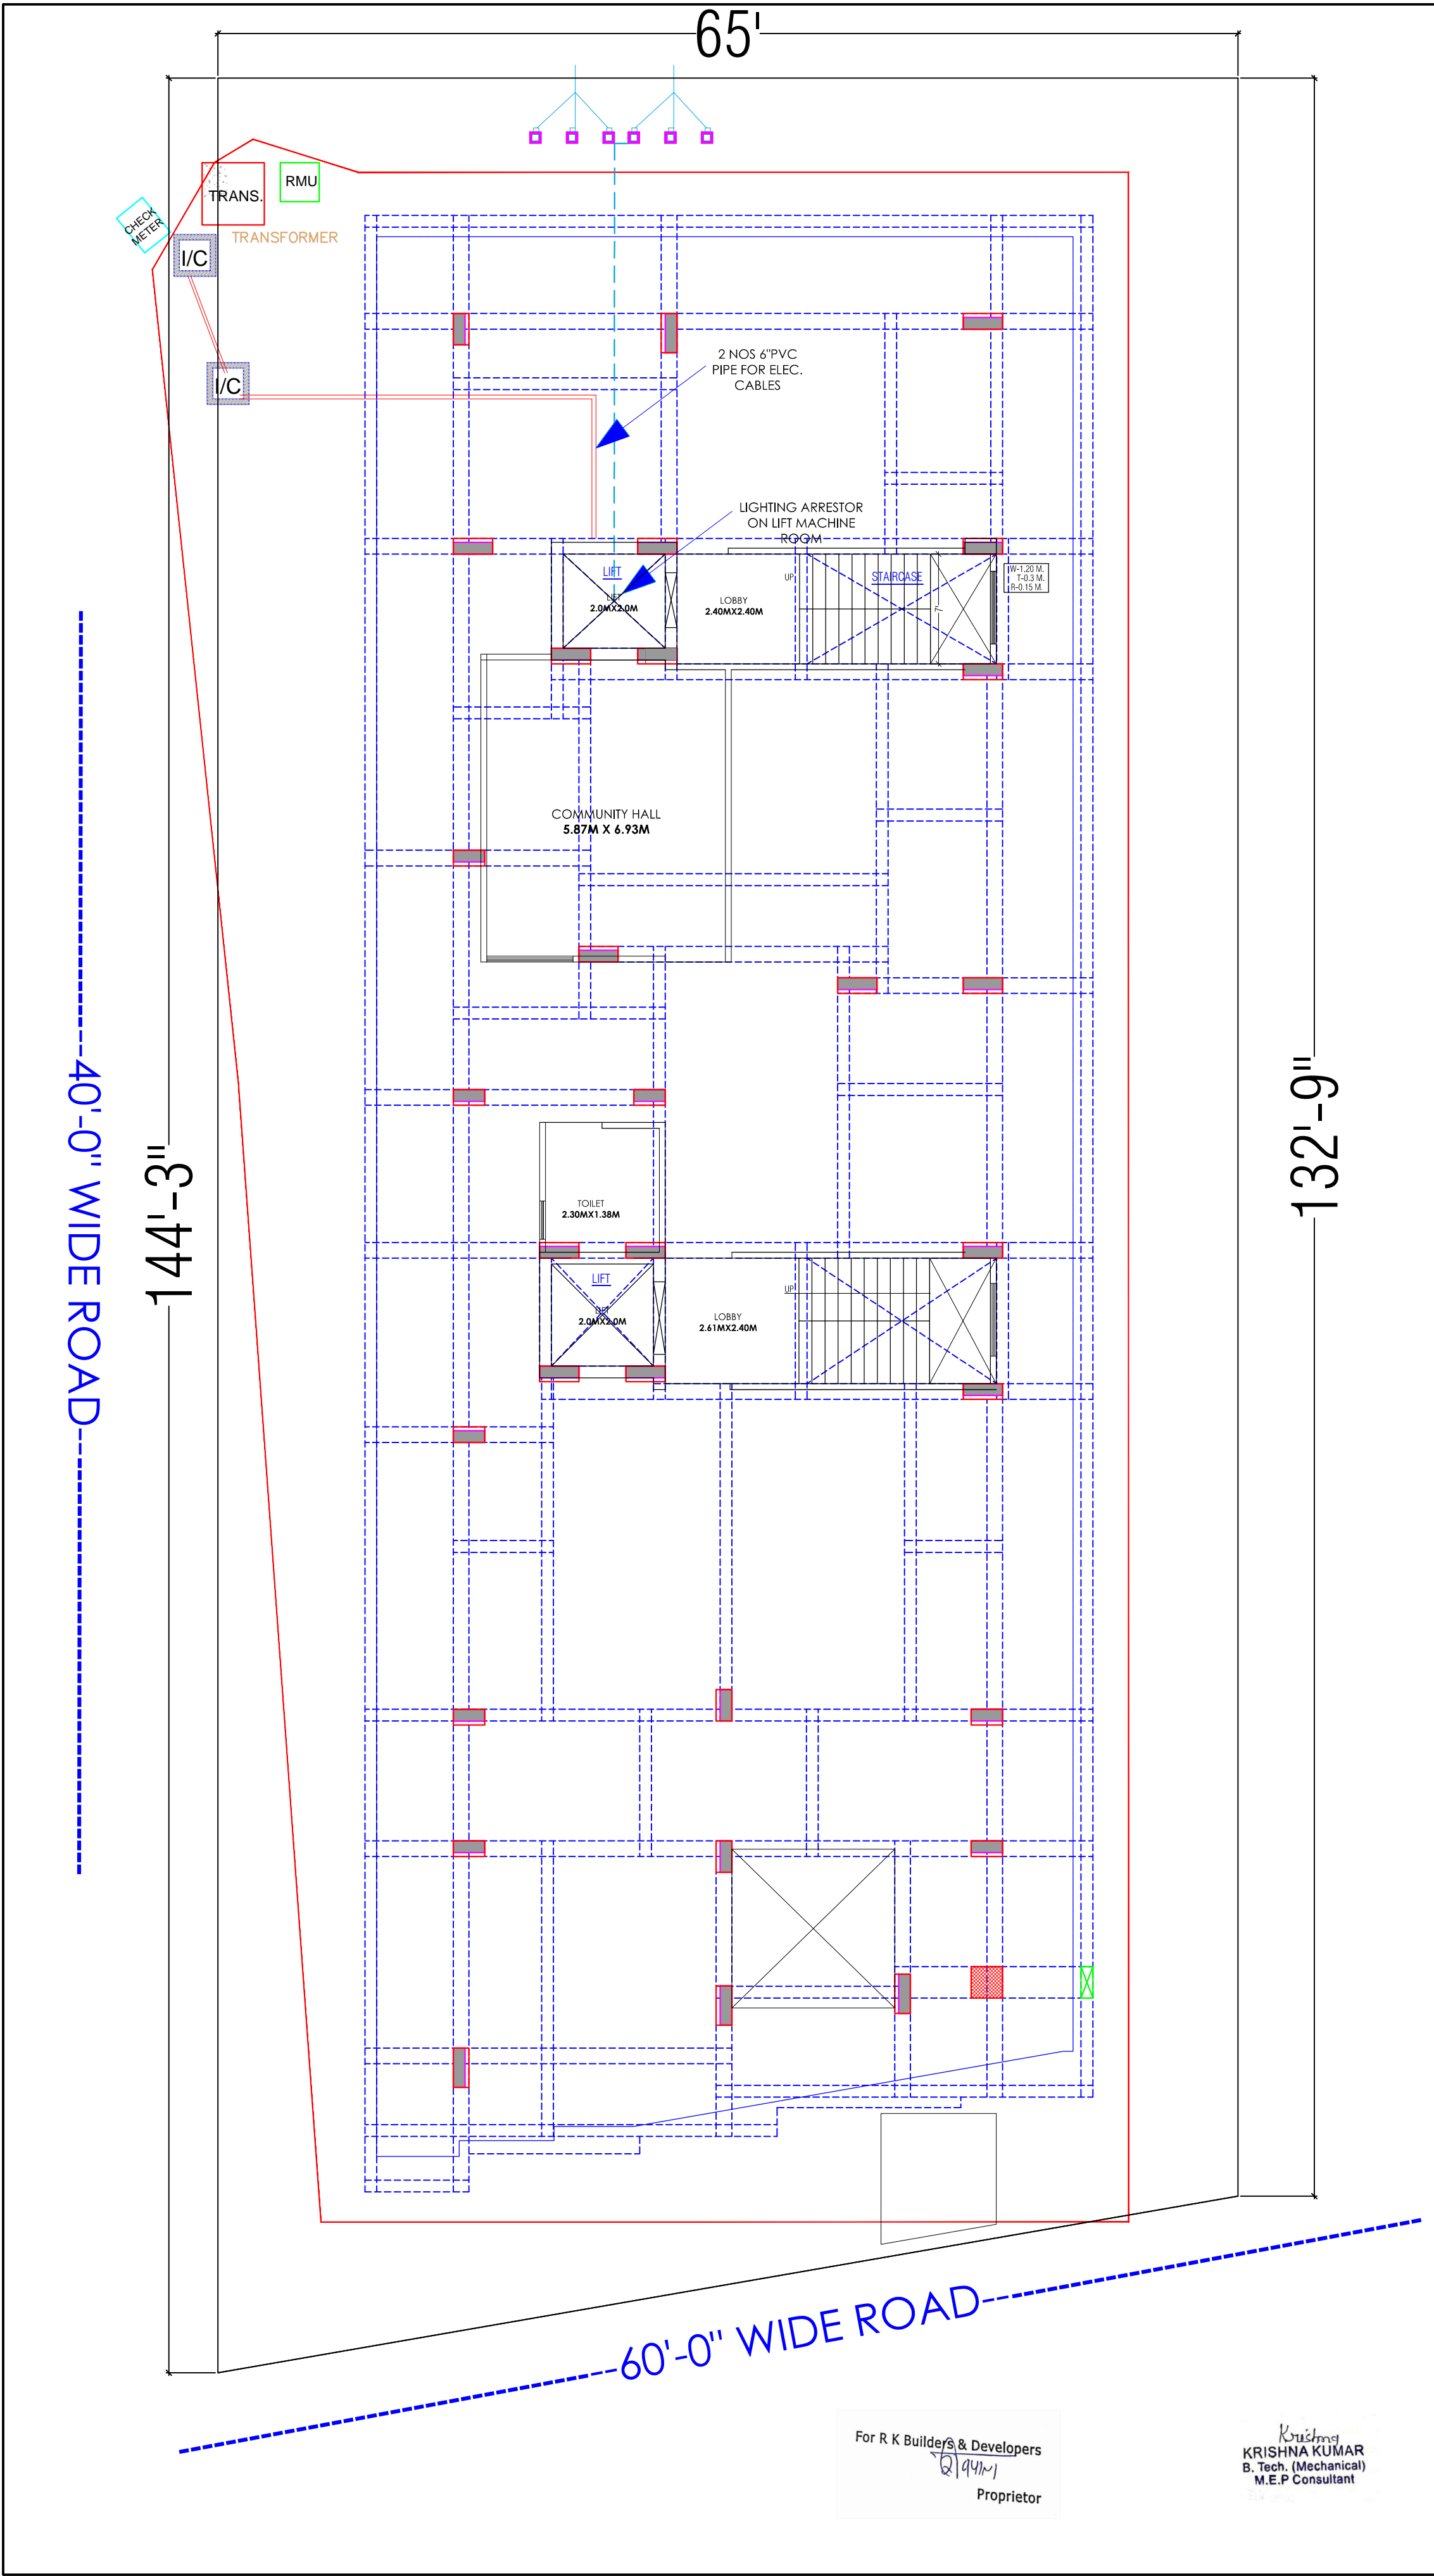 65'
TRANS.
RMU
CHECK
METER
TRANSFORMER
I/C
I/C
2 NOS 6"PVC
PIPE FOR ELEC.
CABLES
LIGHTING ARRESTOR
ON LIFT MACHINE
ROOM
LIFT
LIFT
2.0MX2.0M
LOBBY
2.40MX2.40M
UP
STAIRCASE
7'
W-1.20 M.
T-0.3 M.
R-0.15 M.
COMMUNITY HALL
5.87M X 6.93M
40'-0" WIDE ROAD
144'-3"
132'-9"
TOILET
2.30MX1.38M
LIFT
LIFT
2.0MX2.0M
LOBBY
2.61MX2.40M
UP
60'-0" WIDE ROAD
For R K Builders & Developers
Proprietor
Krishna
KRISHNA KUMAR
B. Tech. (Mechanical)
M.E.P Consultant